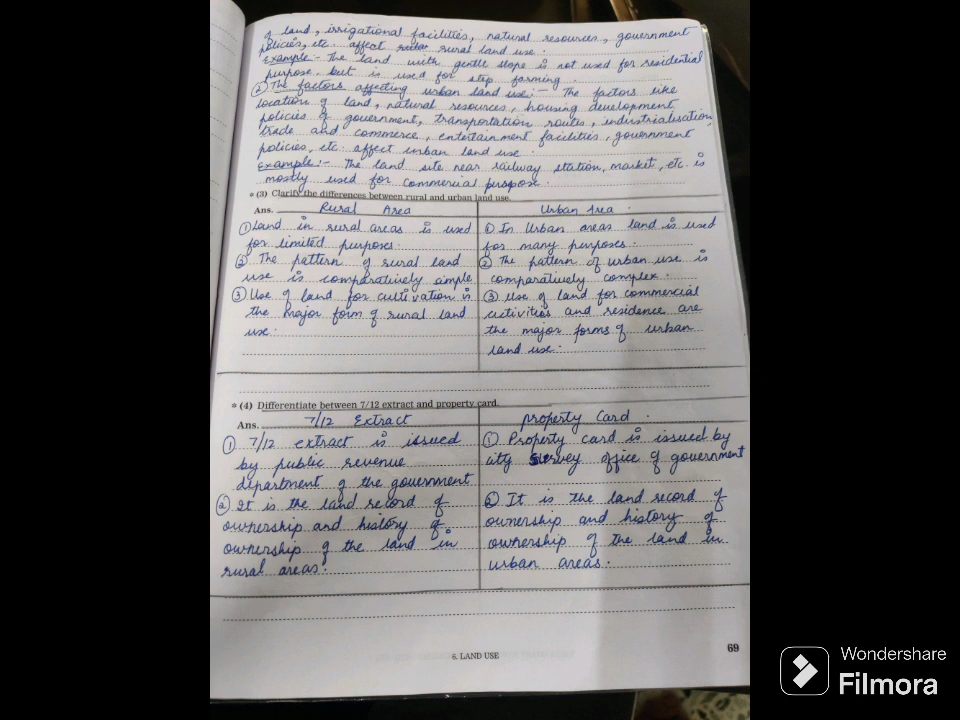 of land, irrigational facilities, natural resources, government
policies, etc. affect rural land use.
Example:- The land with gentle slope is not used for residential
purpose, but is used for step farming.
② The factors affecting urban land use:- The factors like
location of land, natural resources, housing development
policies of government, transportation routes, industrialisation,
trade and commerce, entertainment facilities, government
policies, etc. affect urban land use.
Example:- The land site near railway station, market, etc. is
mostly used for commercial purpose.
* (3) Clarify the differences between rural and urban land use.
Ans. Rural Area
① Land in rural areas is used
for limited purposes.
② The pattern of rural land
use is comparatively simple
③ Use of land for cultivation is
the major form of rural land
use.
Urban Area.
① In Urban areas land is used
for many purposes.
② The pattern of urban use is
comparatively complex.
③ Use of land for commercial
activities and residence are
the major forms of urban
land use.
* (4) Differentiate between 7/12 extract and property card.
Ans. 7/12 Extract
① 7/12 extract is issued
by public revenue
department of the government
② It is the land record of
ownership and history of
ownership of the land in
rural areas.
property Card.
① Property card is issued by
city survey office of government
② It is the land record of
ownership and history of
ownership of the land in
urban areas.
6. LAND USE
69
Wondershare
Filmora